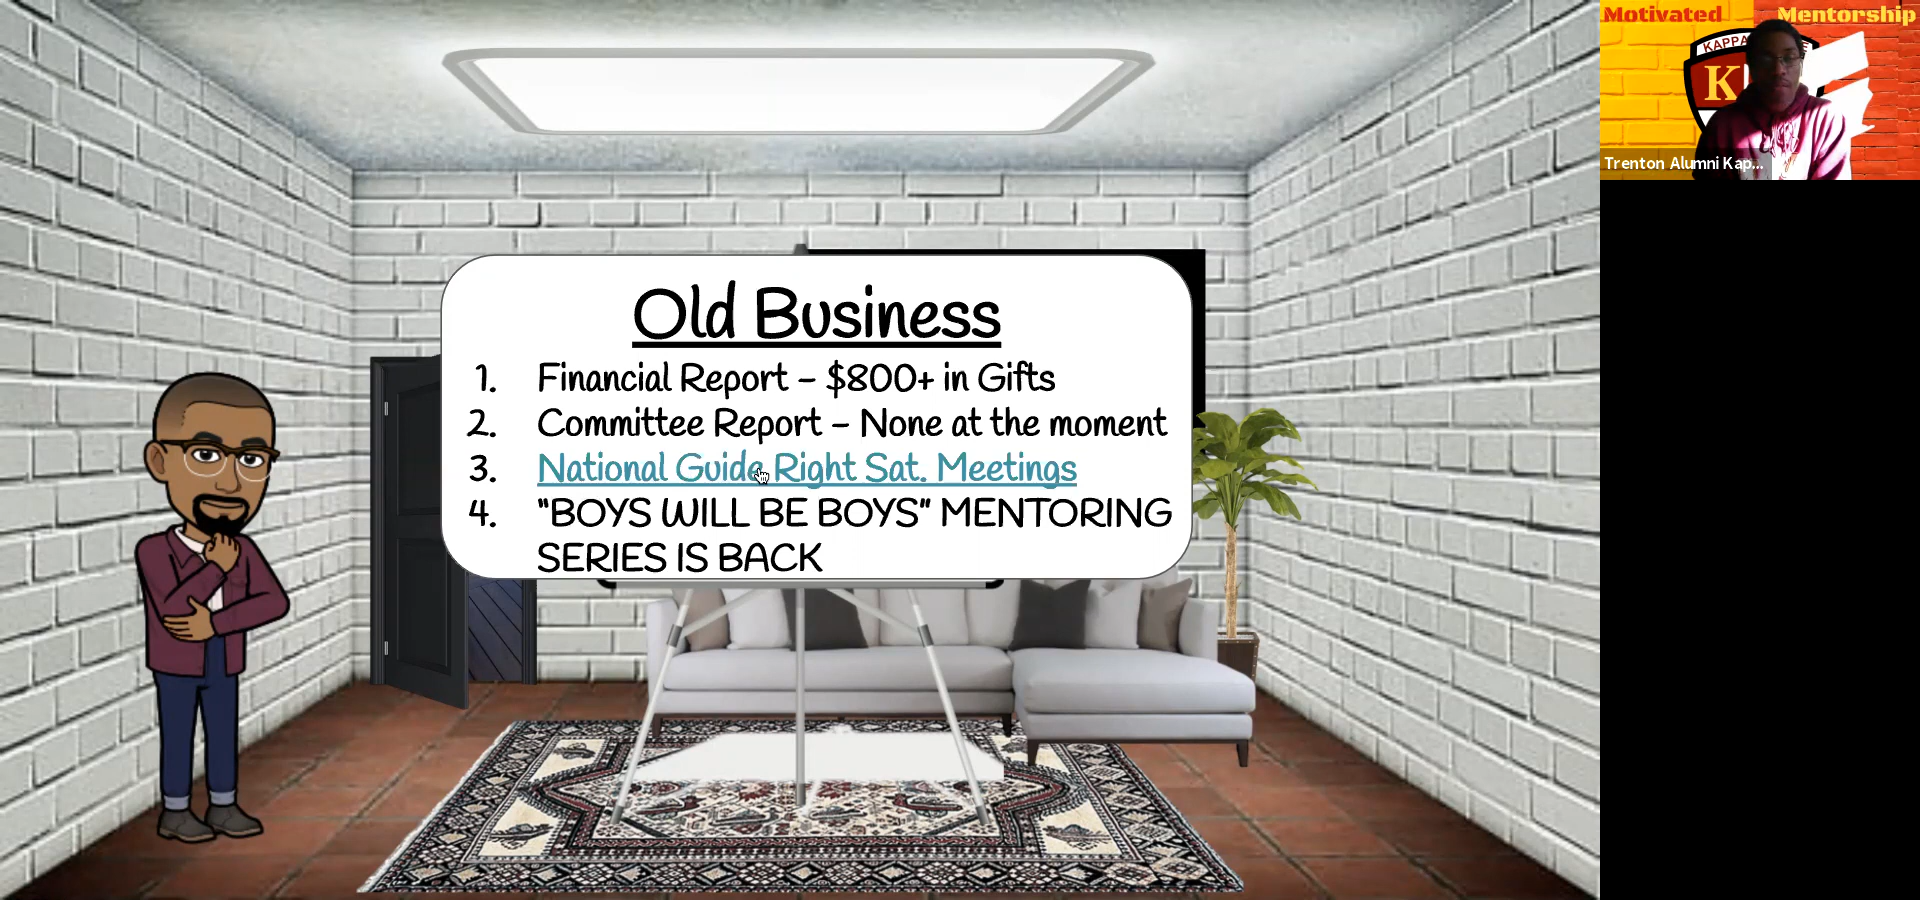 Motivated Mentorship
KAPPA
K
Trenton Alumni Kap...
Old Business
1. Financial Report - $800+ in Gifts
2. Committee Report - None at the moment
3. National Guide Right Sat. Meetings
4. "BOYS WILL BE BOYS" MENTORING
SERIES IS BACK